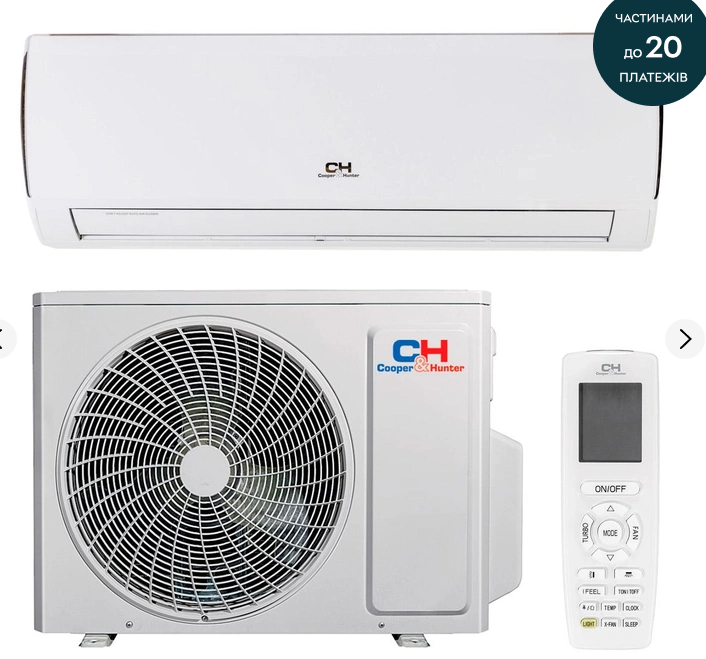 ЧАСТИНАМИ
до 20
ПЛАТЕЖІВ
CH
Cooper&Hunter
CH
Cooper&Hunter
CH
ON/OFF
TURBO
MODE
FAN
I FEEL
TON/TOFF
TEMP
CLOCK
LIGHT
X-FAN
SLEEP